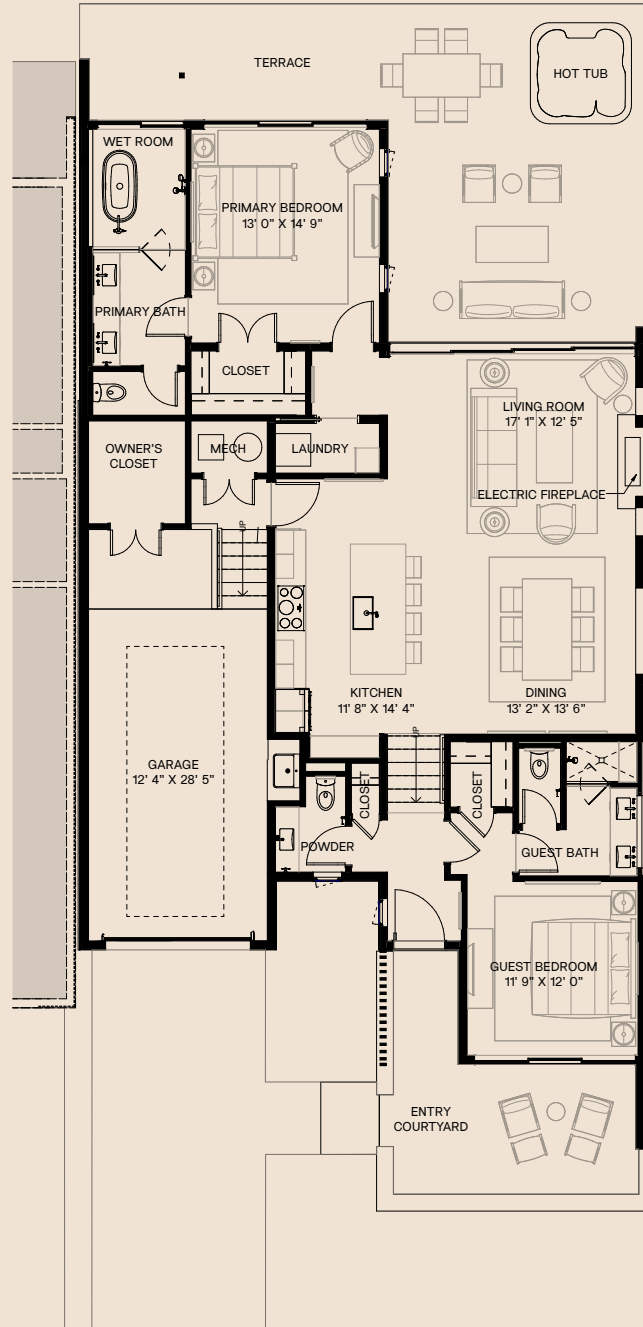 TERRACE
HOT TUB
WET ROOM
PRIMARY BEDROOM
13' 0" X 14' 9"
PRIMARY BATH
CLOSET
LIVING ROOM
17' 1" X 12' 5"
OWNER'S
CLOSET
MECH
LAUNDRY
ELECTRIC FIREPLACE
UP
KITCHEN
11' 8" X 14' 4"
DINING
13' 2" X 13' 6"
UP
GARAGE
12' 4" X 28' 5"
CLOSET
CLOSET
POWDER
GUEST BATH
GUEST BEDROOM
11' 9" X 12' 0"
ENTRY
COURTYARD